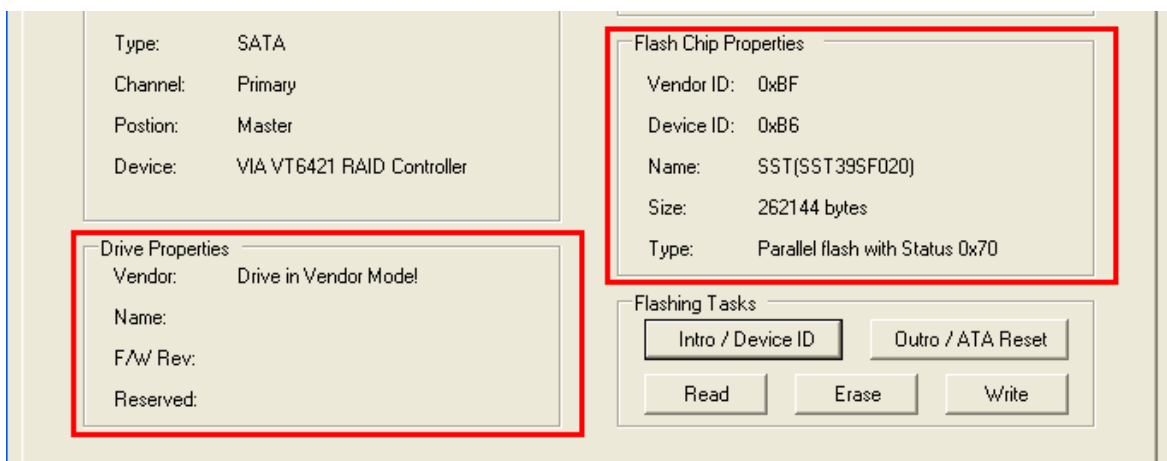 Type: SATA
Channel: Primary
Postion: Master
Device: VIA VT6421 RAID Controller
Drive Properties
Vendor: Drive in Vendor Mode!
Name:
F/W Rev:
Reserved:
Flash Chip Properties
Vendor ID: 0xBF
Device ID: 0xB6
Name: SST(SST39SF020)
Size: 262144 bytes
Type: Parallel flash with Status 0x70
Flashing Tasks
Intro / Device ID Outro / ATA Reset
Read Erase Write